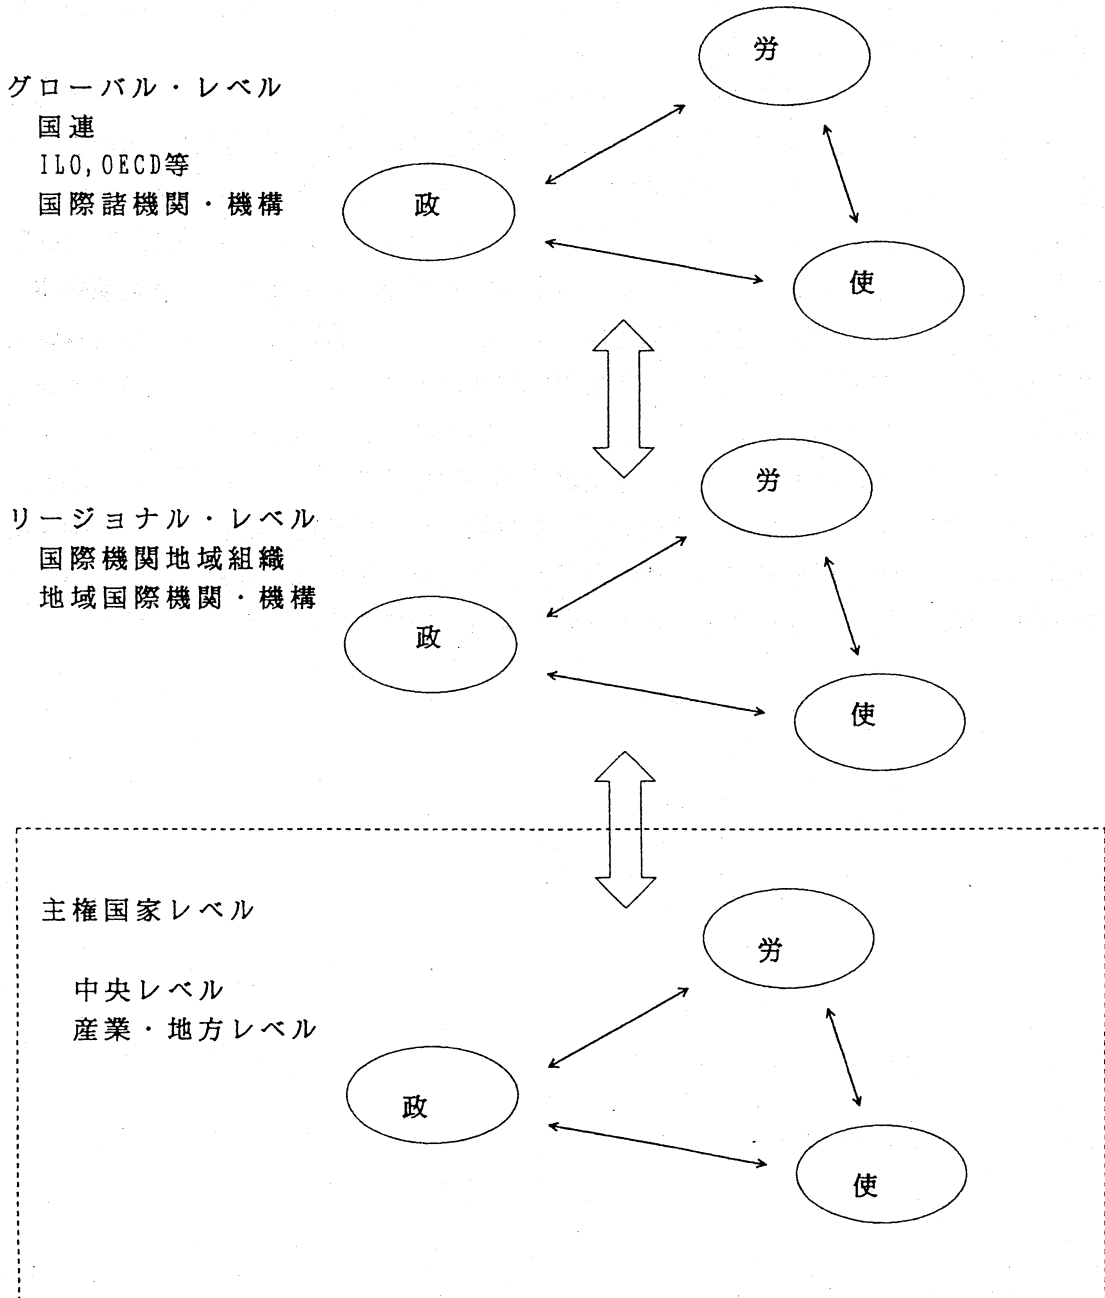 労
グローバル・レベル
国連
ILO,OECD等
国際諸機関・機構
政
使
労
リージョナル・レベル
国際機関地域組織
地域国際機関・機構
政
使
主権国家レベル
労
中央レベル
産業・地方レベル
政
使